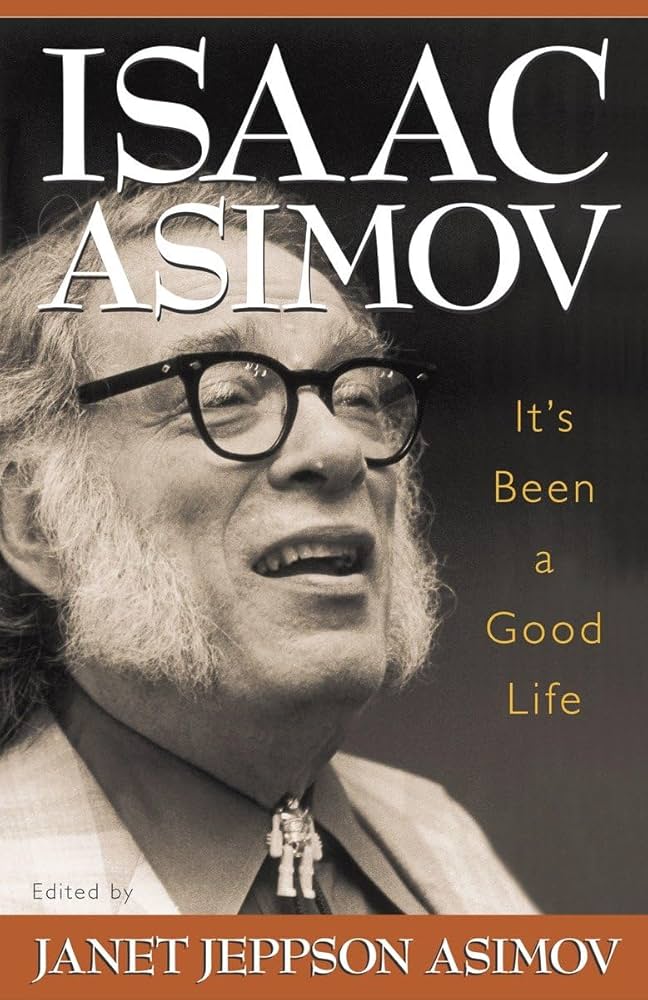 ISAAC
ASIMOV
It's
Been
a
Good
Life
Edited by
JANET JEPPSON ASIMOV